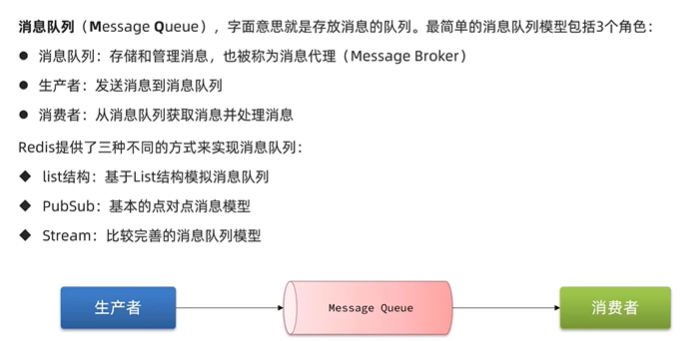 消息队列（Message Queue），字面意思就是存放消息的队列。最简单的消息队列模型包括3个角色：
● 消息队列：存储和管理消息，也被称为消息代理（Message Broker）
● 生产者：发送消息到消息队列
● 消费者：从消息队列获取消息并处理消息
Redis提供了三种不同的方式来实现消息队列：
◆ list结构：基于List结构模拟消息队列
◆ PubSub：基本的点对点消息模型
◆ Stream：比较完善的消息队列模型
生产者 Message Queue 消费者